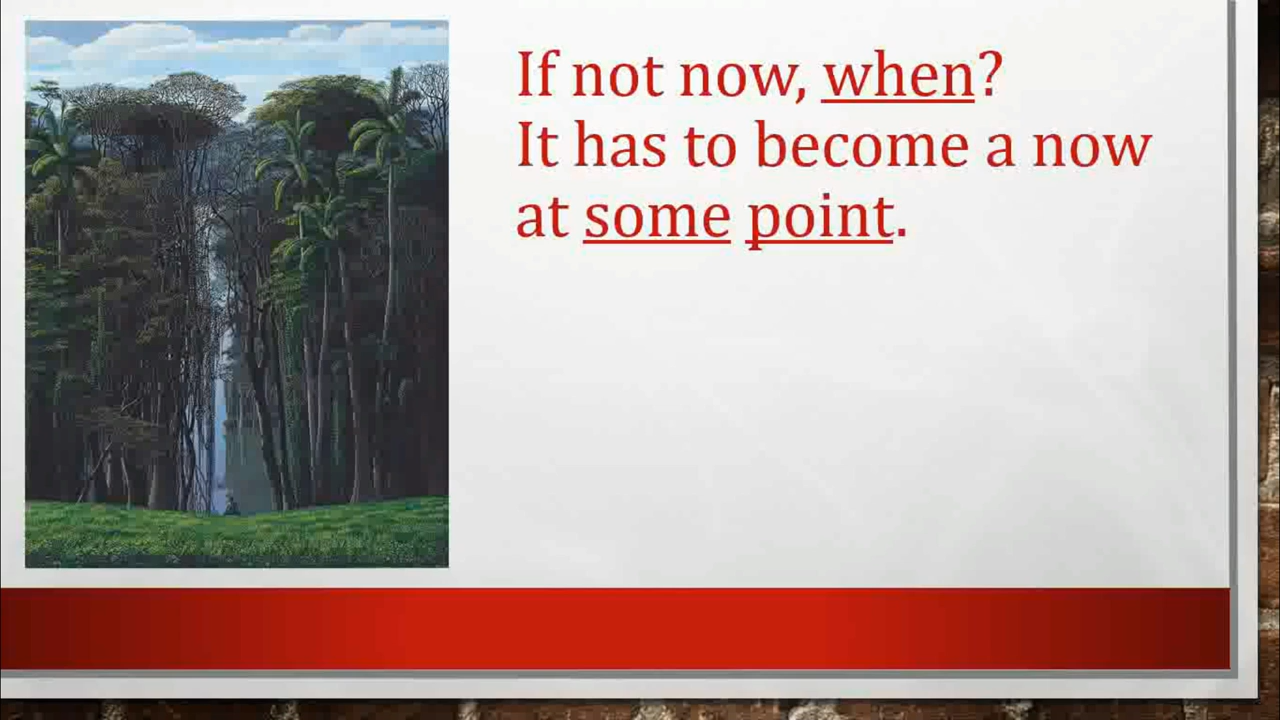 If not now, when?
It has to become a now
at some point.